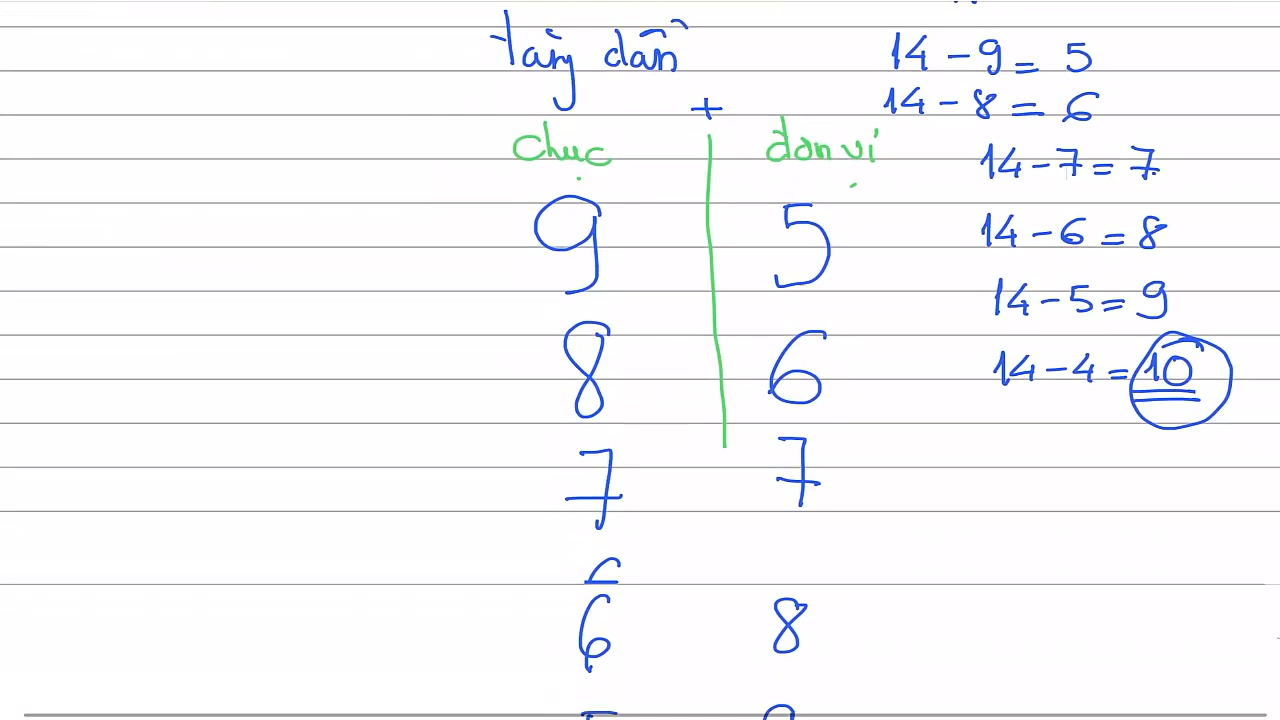 tăng dần
+
chục đơn vị
9 5
8 6
7 7
6 8
14 - 9 = 5
14 - 8 = 6
14 - 7 = 7
14 - 6 = 8
14 - 5 = 9
14 - 4 = 10